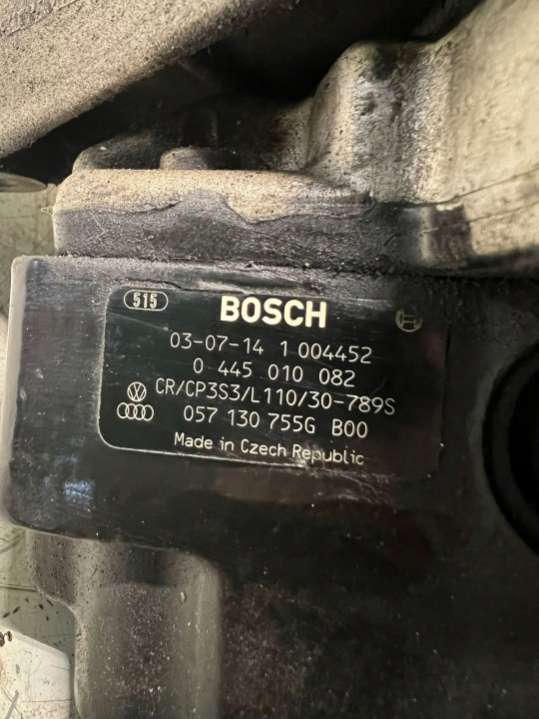 515
BOSCH
03-07-14 1 004452
0 445 010 082
CR/CP3S3/L110/30-789S
057 130 755G B00
Made in Czech Republic